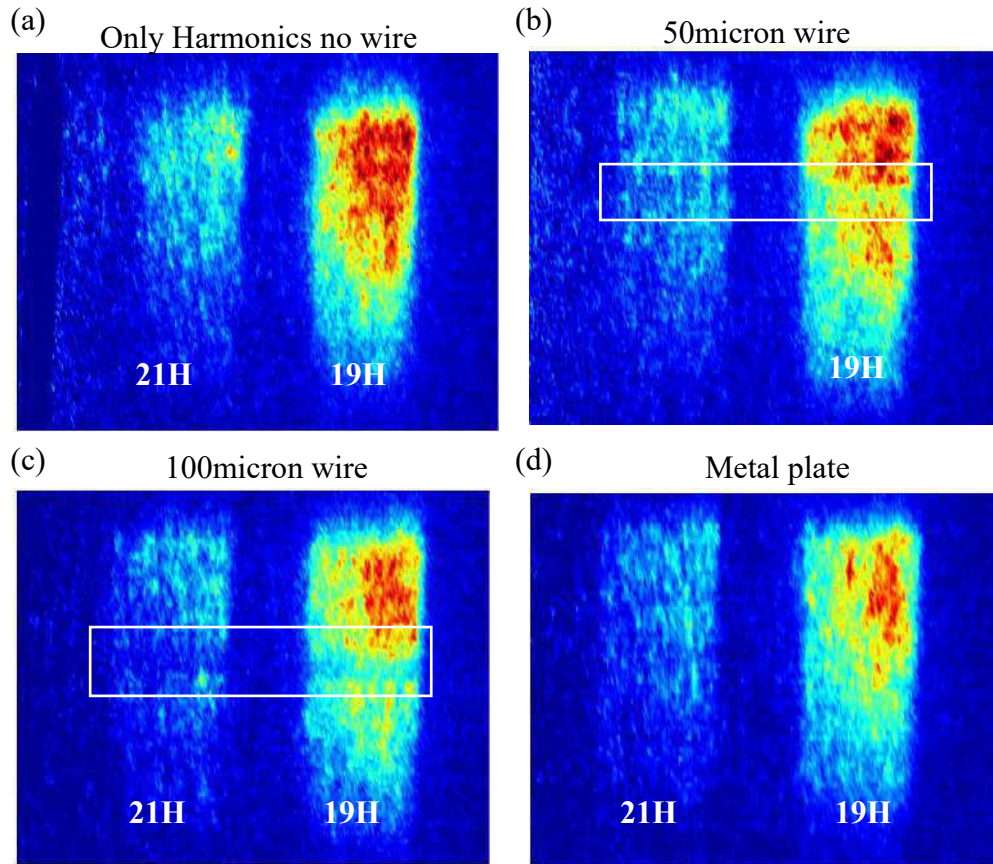 (a)
Only Harmonics no wire
21H
19H
(b)
50micron wire
19H
(c)
100micron wire
21H
19H
(d)
Metal plate
21H
19H